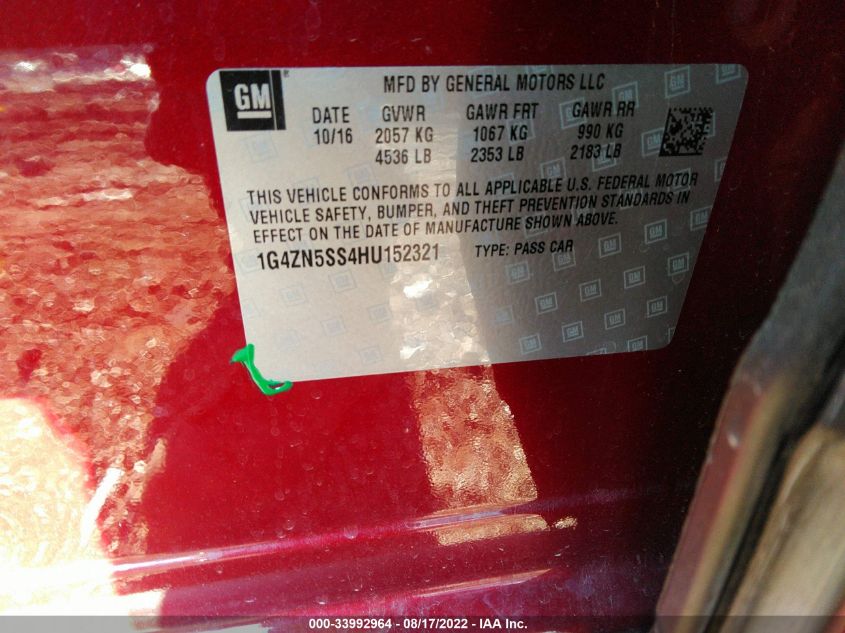 GM
MFD BY GENERAL MOTORS LLC
DATE GVWR GAWR FRT GAWR RR
10/16 2057 KG 1067 KG 990 KG
4536 LB 2353 LB 2183 LB
THIS VEHICLE CONFORMS TO ALL APPLICABLE U.S. FEDERAL MOTOR
VEHICLE SAFETY, BUMPER, AND THEFT PREVENTION STANDARDS IN
EFFECT ON THE DATE OF MANUFACTURE SHOWN ABOVE.
1G4ZN5SS4HU152321 TYPE: PASS CAR
000-33992964 - 08/17/2022 - IAA Inc.